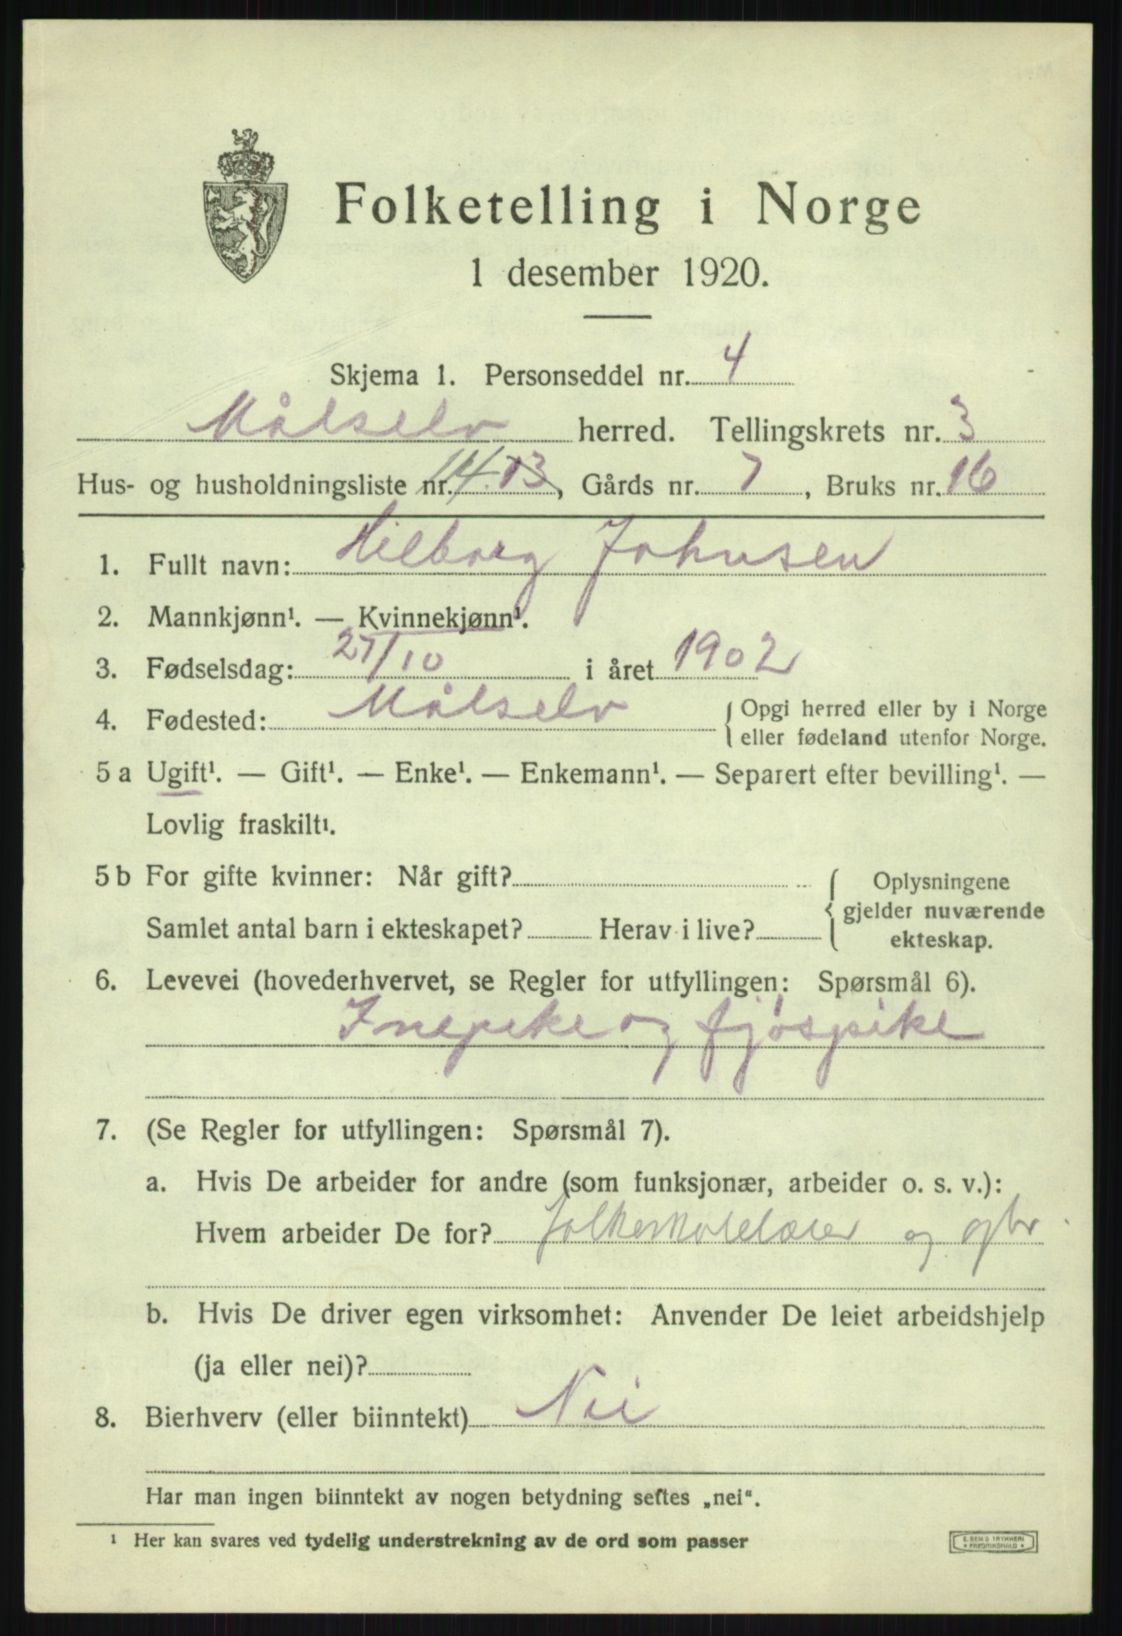 Folketelling i Norge
1 desember 1920.
Skjema 1. Personseddel nr. 4
Målselv herred. Tellingskrets nr. 3
Hus- og husholdningsliste nr. 14. 13, Gårds nr. 7, Bruks nr. 16
1. Fullt navn: Hilborg Johnsen
2. Mannkjønn¹. — Kvinnekjønn¹.
3. Fødselsdag: 27/10 i året 1902
4. Fødested: Målselv { Opgi herred eller by i Norge
eller fødeland utenfor Norge.
5 a Ugift¹. — Gift¹. — Enke¹. — Enkemann¹. — Separert efter bevilling¹. —
Lovlig fraskilt¹.
5 b For gifte kvinner: Når gift? { Oplysningene
gjelder nuværende
Samlet antal barn i ekteskapet? Herav i live?
ekteskap.
6. Levevei (hovederhvervet, se Regler for utfyllingen: Spørsmål 6).
Inepike og fjøspike
7. (Se Regler for utfyllingen: Spørsmål 7).
a. Hvis De arbeider for andre (som funksjonær, arbeider o. s. v.):
Hvem arbeider De for? folkeskolelærer og gbr
b. Hvis De driver egen virksomhet: Anvender De leiet arbeidshjelp
(ja eller nei)?
8. Bierhverv (eller biinntekt) Nei
Har man ingen biinntekt av nogen betydning settes „nei“.
¹ Her kan svares ved tydelig understrekning av de ord som passer